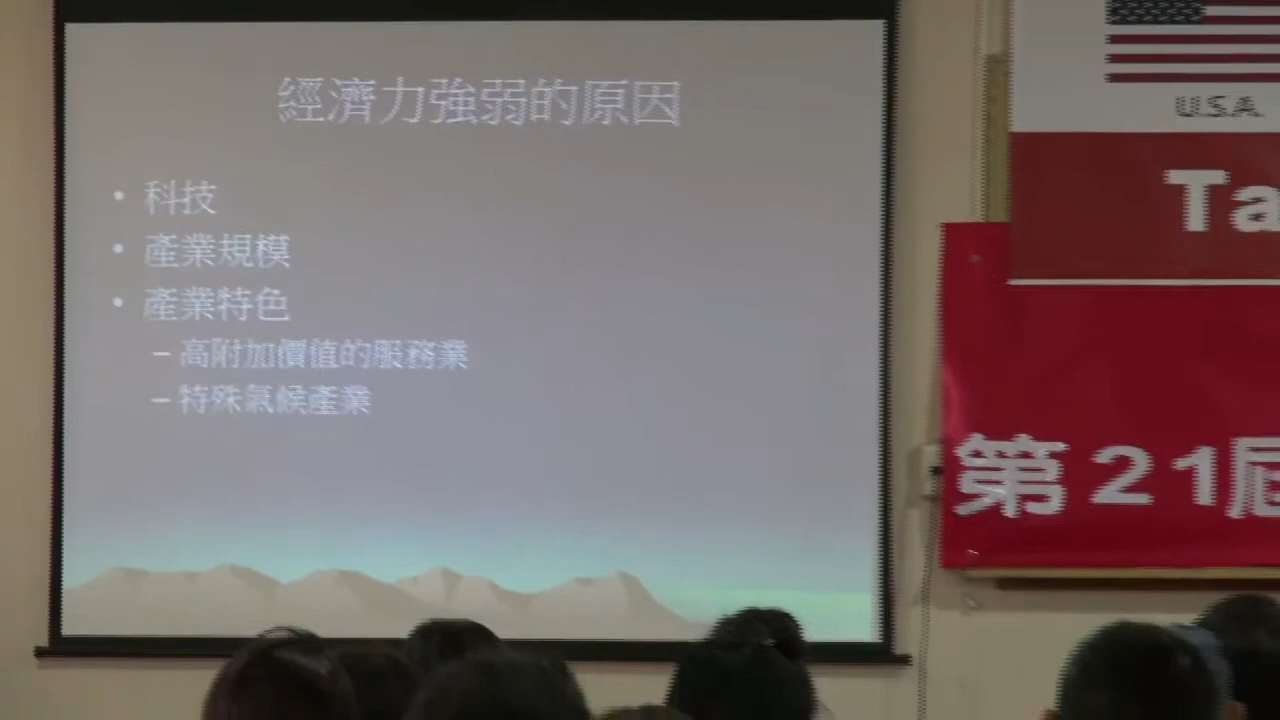 經濟力強弱的原因
• 科技
• 產業規模
• 產業特色
– 高附加價值的服務業
– 特殊氣候產業
U.S.A.
Ta
第21屆